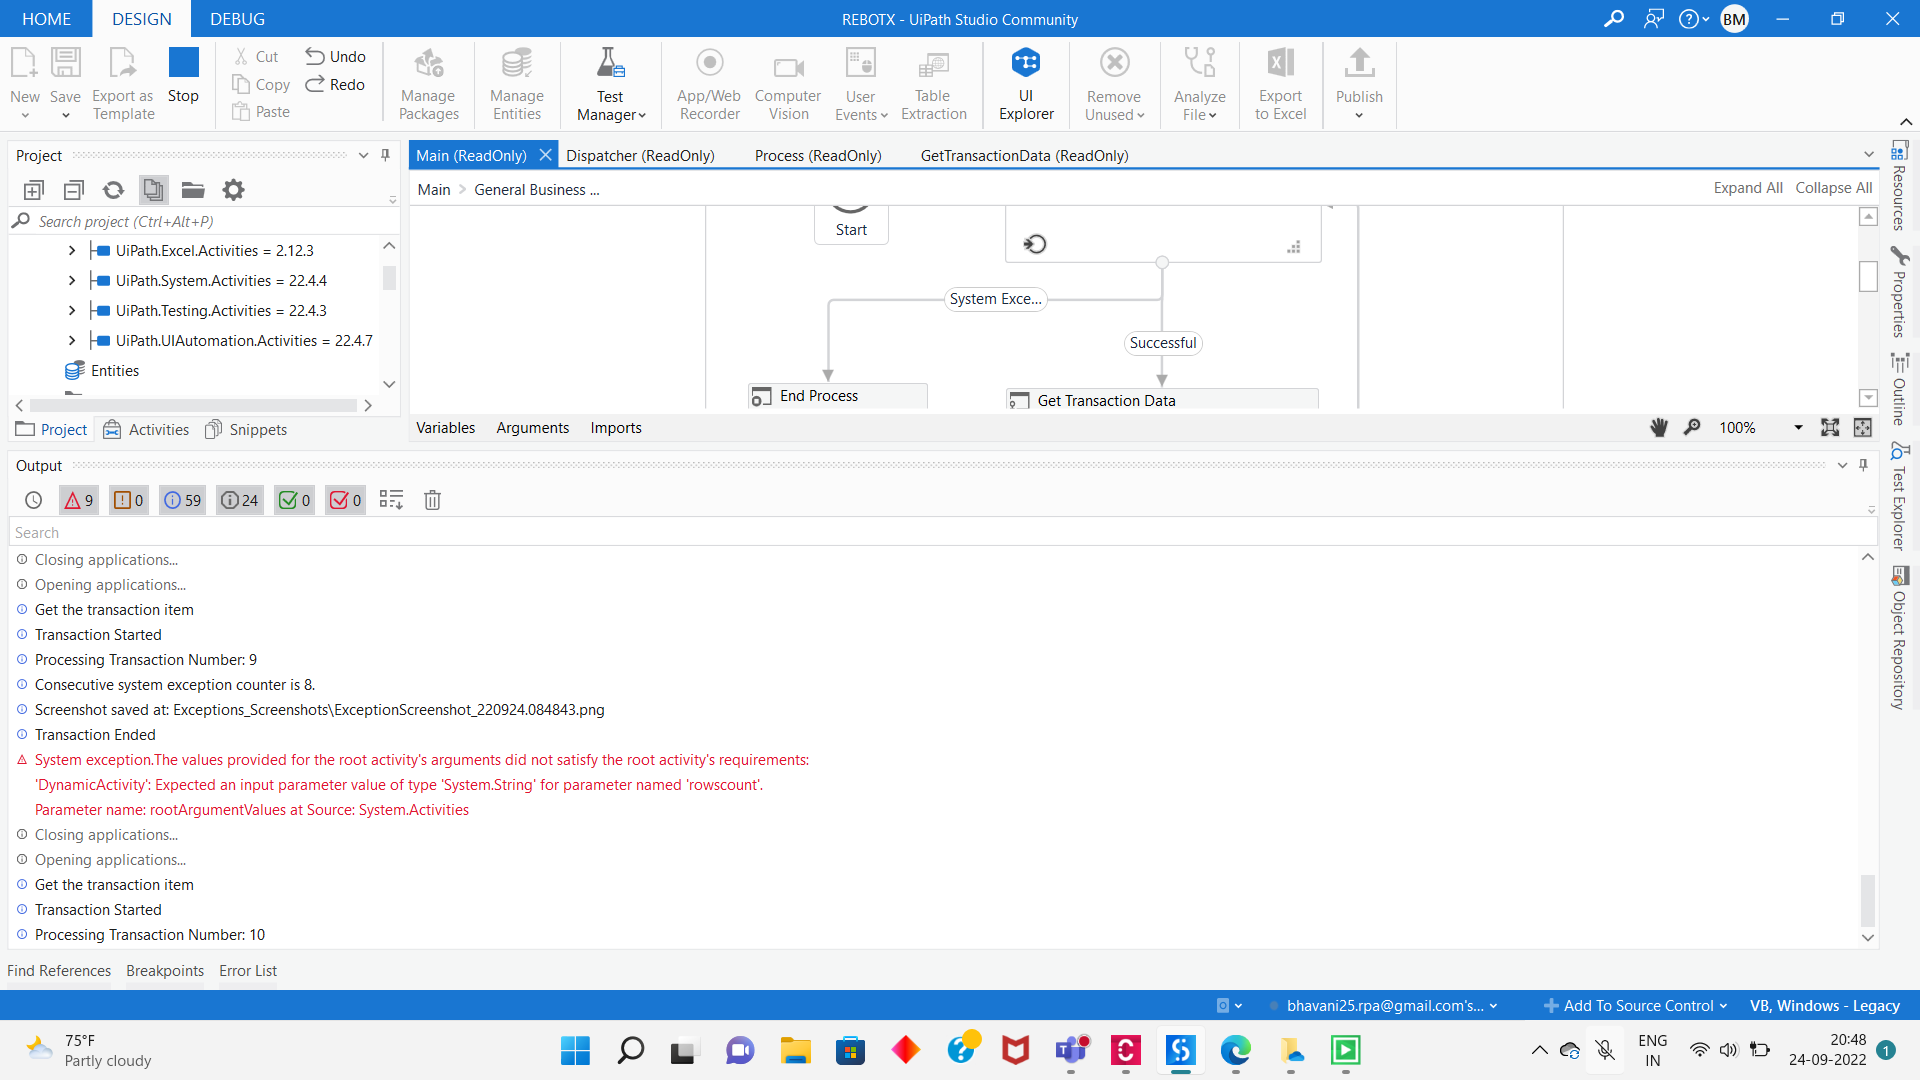 HOME
DESIGN
DEBUG
REBOTX - UiPath Studio Community
BM
New
Save
Export as
Template
Stop
Cut
Copy
Paste
Undo
Redo
Manage
Packages
Manage
Entities
Test
Manager
App/Web
Recorder
Computer
Vision
User
Events
Table
Extraction
UI
Explorer
Remove
Unused
Analyze
File
Export
to Excel
Publish
Project
Search project (Ctrl+Alt+P)
UiPath.Excel.Activities = 2.12.3
UiPath.System.Activities = 22.4.4
UiPath.Testing.Activities = 22.4.3
UiPath.UIAutomation.Activities = 22.4.7
Entities
Project
Activities
Snippets
Main (ReadOnly)
Dispatcher (ReadOnly)
Process (ReadOnly)
GetTransactionData (ReadOnly)
Main > General Business ...
Expand All
Collapse All
Start
System Exce...
Successful
End Process
Get Transaction Data
Variables
Arguments
Imports
100%
Resources
Properties
Outline
Test Explorer
Object Repository
Output
9
0
59
24
0
0
Search
Closing applications...
Opening applications...
Get the transaction item
Transaction Started
Processing Transaction Number: 9
Consecutive system exception counter is 8.
Screenshot saved at: Exceptions_Screenshots\ExceptionScreenshot_220924.084843.png
Transaction Ended
System exception.The values provided for the root activity's arguments did not satisfy the root activity's requirements:
'DynamicActivity': Expected an input parameter value of type 'System.String' for parameter named 'rowscount'.
Parameter name: rootArgumentValues at Source: System.Activities
Closing applications...
Opening applications...
Get the transaction item
Transaction Started
Processing Transaction Number: 10
Find References
Breakpoints
Error List
bhavani25.rpa@gmail.com's...
Add To Source Control
VB, Windows - Legacy
75°F
Partly cloudy
ENG
IN
20:48
24-09-2022
1